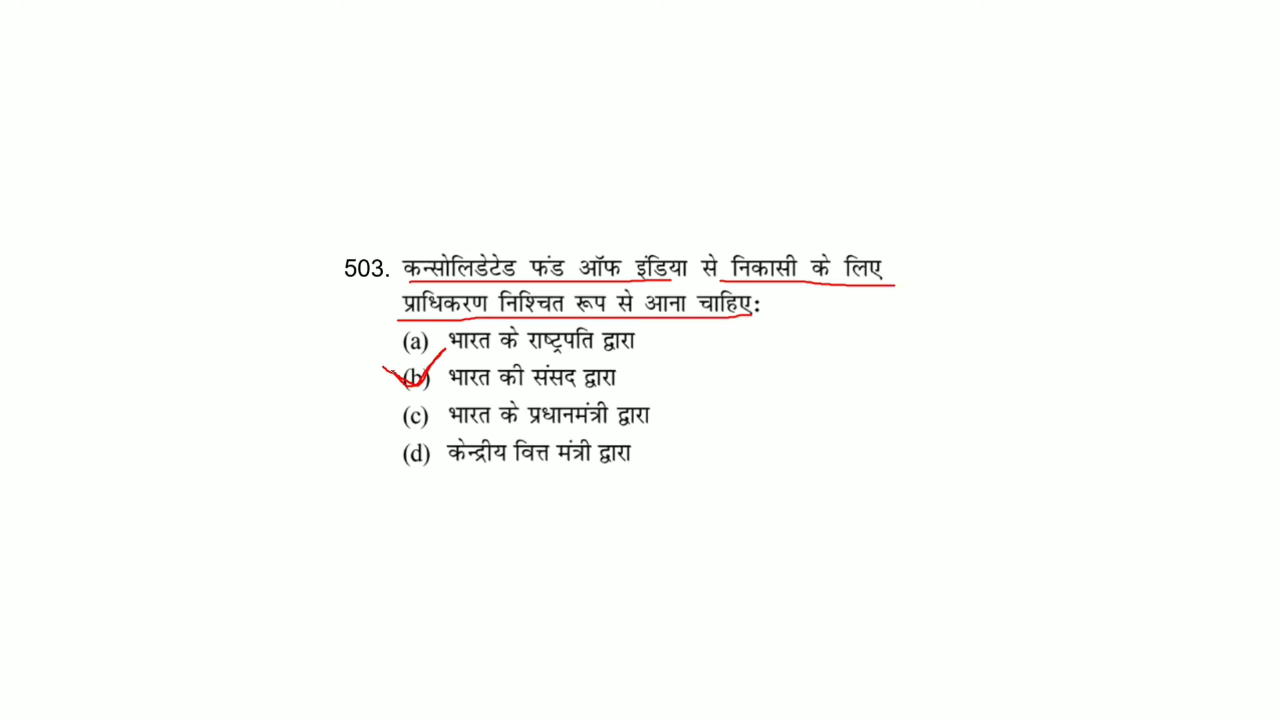 503. कन्सोलिडेटेड फंड ऑफ इंडिया से निकासी के लिए
प्राधिकरण निश्चित रूप से आना चाहिए:
(a) भारत के राष्ट्रपति द्वारा
(b) भारत की संसद द्वारा
(c) भारत के प्रधानमंत्री द्वारा
(d) केन्द्रीय वित्त मंत्री द्वारा